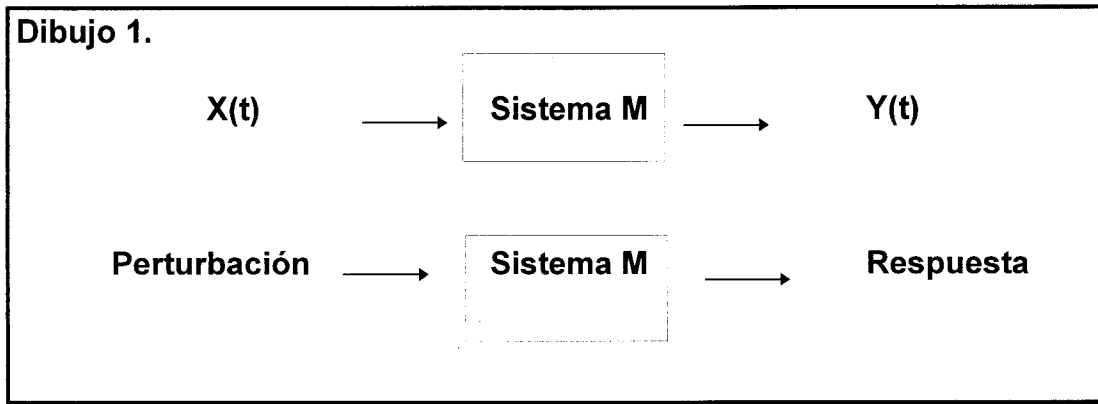 Dibujo 1.
X(t) Sistema M Y(t)
Perturbación Sistema M Respuesta